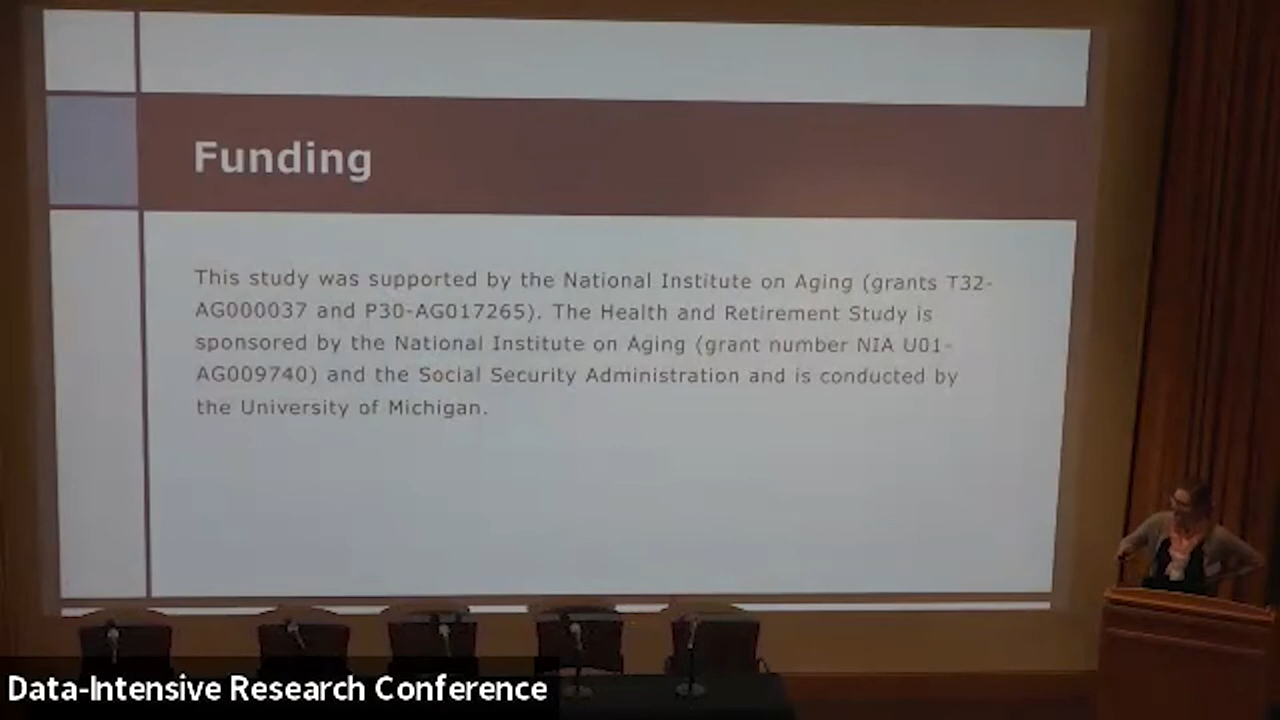 Funding
This study was supported by the National Institute on Aging (grants T32-
AG000037 and P30-AG017265). The Health and Retirement Study is
sponsored by the National Institute on Aging (grant number NIA U01-
AG009740) and the Social Security Administration and is conducted by
the University of Michigan.
Data-Intensive Research Conference